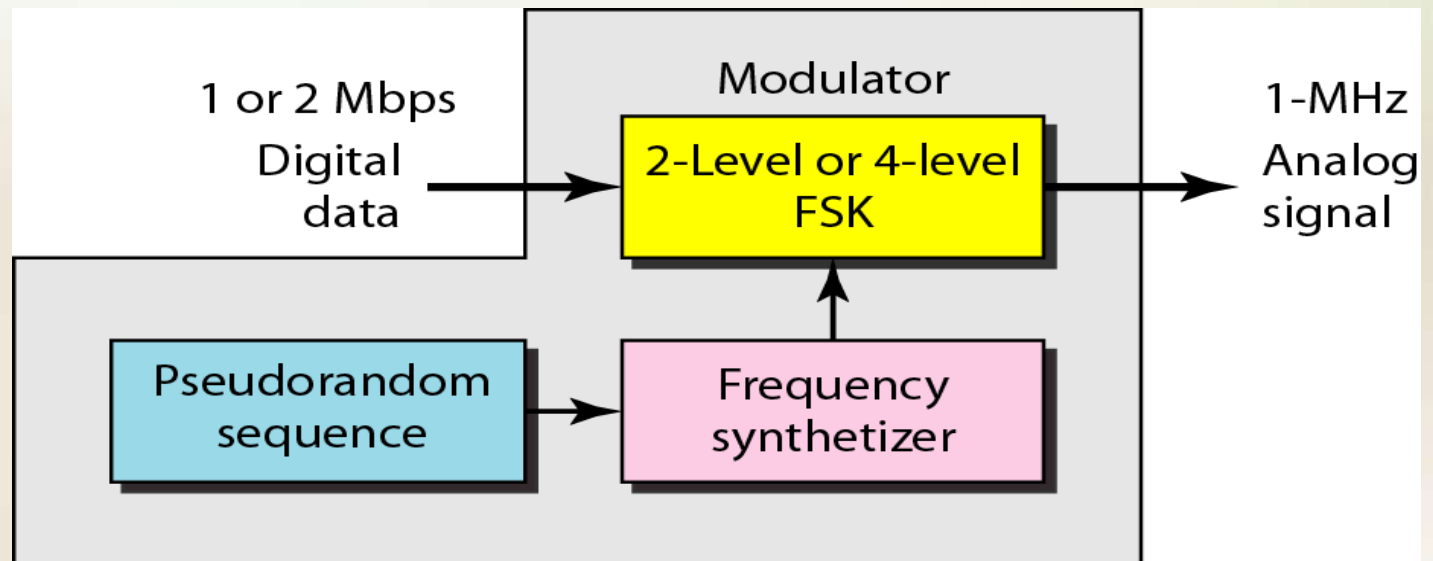 Modulator
1 or 2 Mbps
Digital
data
2-Level or 4-level
FSK
1-MHz
Analog
signal
Pseudorandom
sequence
Frequency
synthetizer